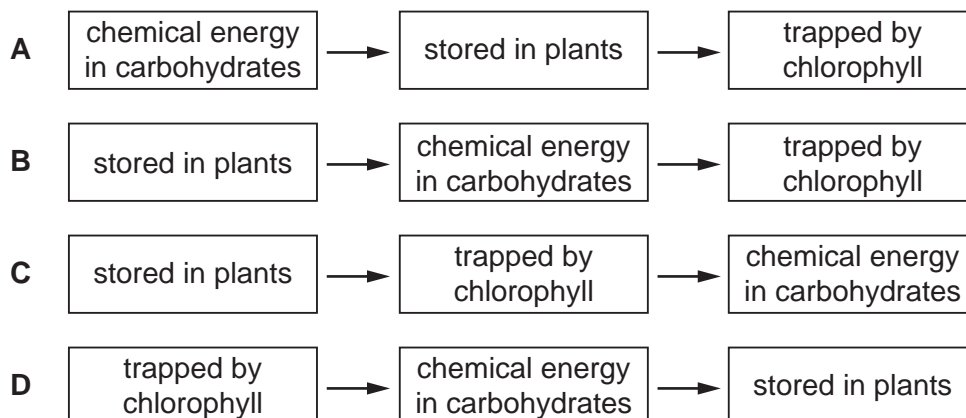 A
chemical energy
in carbohydrates
stored in plants
trapped by
chlorophyll
B
stored in plants
chemical energy
in carbohydrates
trapped by
chlorophyll
C
stored in plants
trapped by
chlorophyll
chemical energy
in carbohydrates
D
trapped by
chlorophyll
chemical energy
in carbohydrates
stored in plants